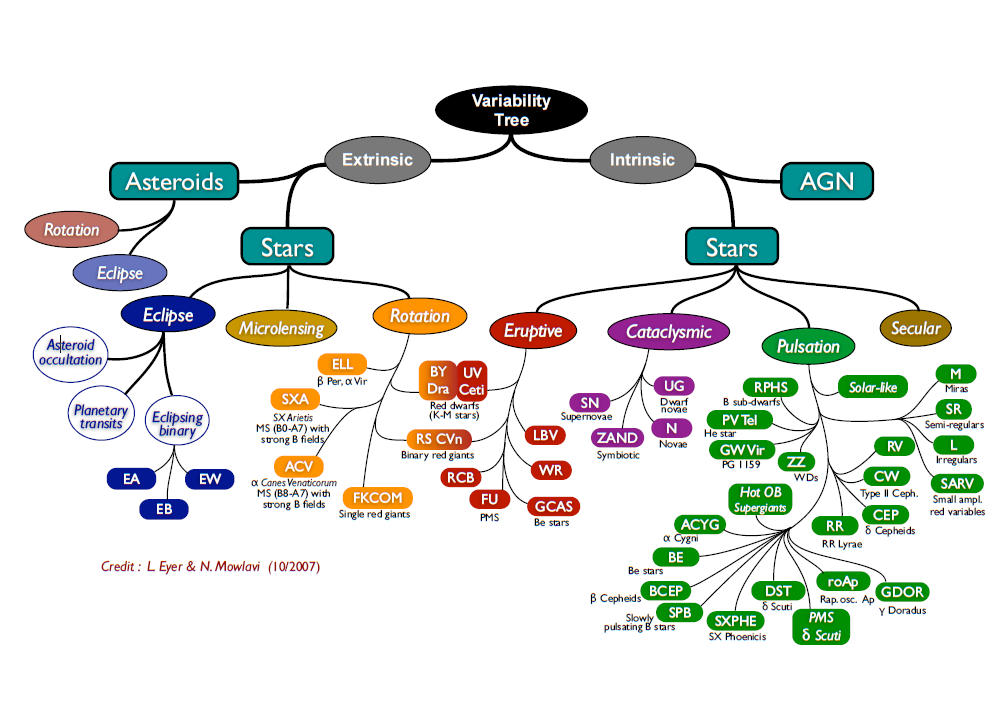 Variability
Tree
Extrinsic
Intrinsic
Asteroids
AGN
Rotation
Eclipse
Stars
Stars
Eclipse
Microlensing
Rotation
Eruptive
Cataclysmic
Pulsation
Secular
Asteroid
occultation
Planetary
transits
Eclipsing
binary
EA
EB
EW
ELL
β Per, α Vir
SXA
SX Arietis
MS (B0-A7) with
strong B fields
ACV
α Canes Venaticorum
MS (B8-A7) with
strong B fields
FKCOM
Single red giants
BY
Dra
UV
Ceti
Red dwarfs
(K-M stars)
RS CVn
Binary red giants
LBV
WR
RCB
FU
PMS
GCAS
Be stars
SN
Supernovae
UG
Dwarf
novae
ZAND
Symbiotic
N
Novae
RPHS
B sub-dwarfs
Solar-like
PV Tel
He star
GW Vir
PG 1159
ZZ
WDs
M
Miras
SR
Semi-regulars
L
Irregulars
SARV
Small ampl.
red variables
RV
CW
Type II Ceph.
CEP
δ Cepheids
RR
RR Lyrae
Hot OB
Supergiants
ACYG
α Cygni
BE
Be stars
BCEP
β Cepheids
SPB
Slowly
pulsating B stars
SXPHE
SX Phoenicis
DST
δ Scuti
PMS
δ Scuti
roAp
Rap. osc. Ap
GDOR
γ Doradus
Credit : L. Eyer & N. Mowlavi (10/2007)